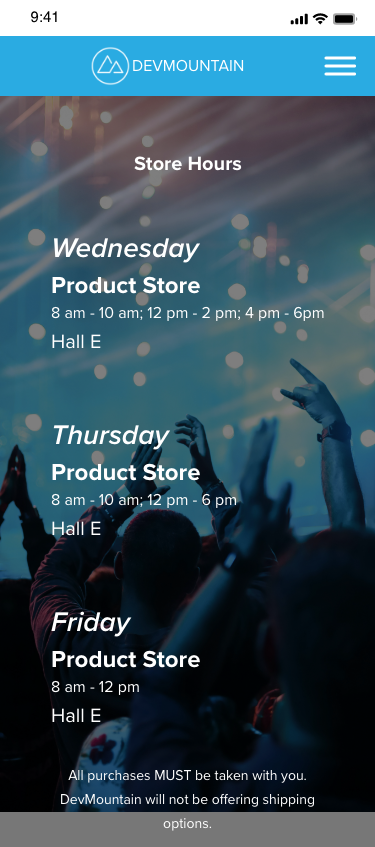 9:41
DEVMOUNTAIN
Store Hours
Wednesday
Product Store
8 am - 10 am; 12 pm - 2 pm; 4 pm - 6pm
Hall E
Thursday
Product Store
8 am - 10 am; 12 pm - 6 pm
Hall E
Friday
Product Store
8 am - 12 pm
Hall E
All purchases MUST be taken with you.
DevMountain will not be offering shipping
options.